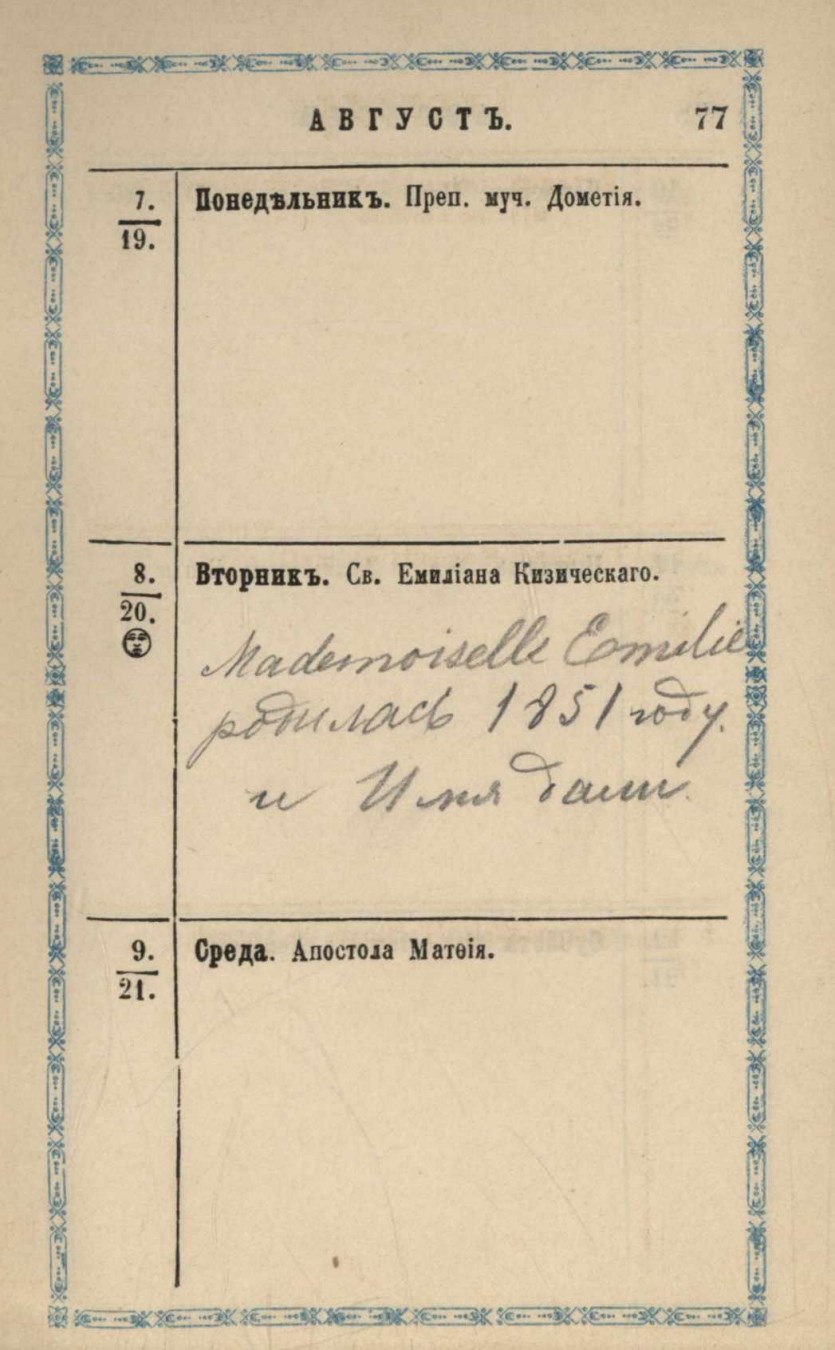 АВГУСТЪ. 77
7. Понедѣльникъ. Преп. муч. Дометія.
19.
8. Вторникъ. Св. Емиліана Кизическаго.
20.
Mademoiselle Emilie
родилась 1851 году.
и Имя
9. Среда. Апостола Матѳія.
21.